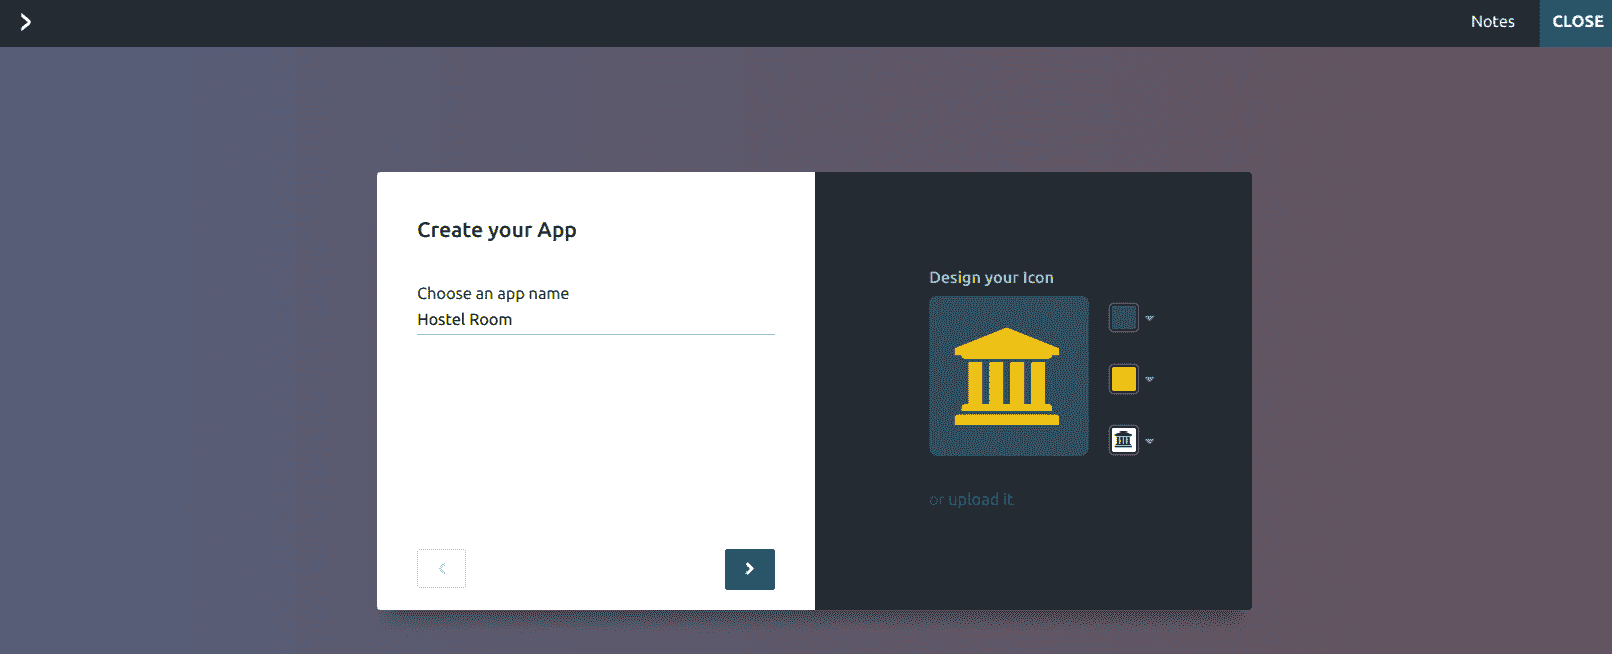 Notes
CLOSE
Create your App
Choose an app name
Hostel Room
Design your Icon
or upload it